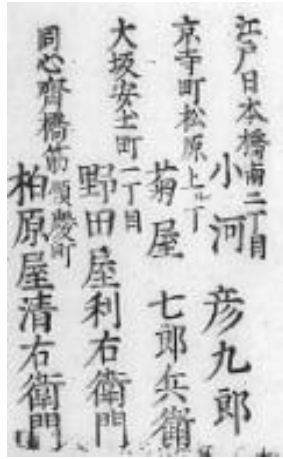 江戸日本橋南二丁目
小河彦九郎
京寺町松原上ル丁
菊屋七郎兵衛
大坂安土町一丁目
野田屋利右衛門
同心齊橋筋順慶町
柏原屋清右衛門